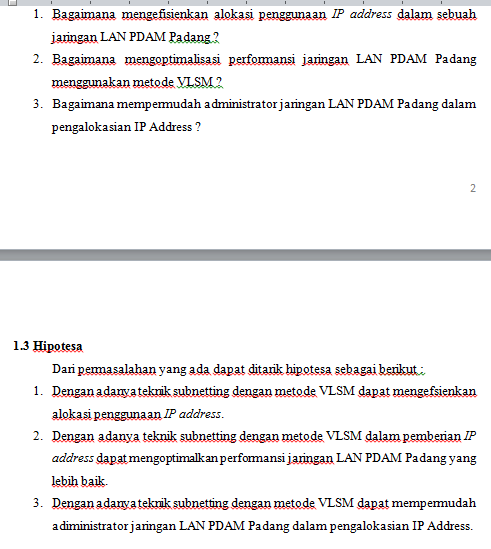 1. Bagaimana mengefisienkan alokasi penggunaan IP address dalam sebuah
jaringan LAN PDAM Padang ?
2. Bagaimana mengoptimalisasi performansi jaringan LAN PDAM Padang
menggunakan metode VLSM ?
3. Bagaimana mempermudah administrator jaringan LAN PDAM Padang dalam
pengalokasian IP Address ?
2
1.3 Hipotesa
Dari permasalahan yang ada dapat ditarik hipotesa sebagai berikut :
1. Dengan adanya teknik subnetting dengan metode VLSM dapat mengefsienkan
alokasi penggunaan IP address.
2. Dengan adanya teknik subnetting dengan metode VLSM dalam pemberian IP
address dapat mengoptimalkan performansi jaringan LAN PDAM Padang yang
lebih baik.
3. Dengan adanya teknik subnetting dengan metode VLSM dapat mempermudah
adiministrator jaringan LAN PDAM Padang dalam pengalokasian IP Address.